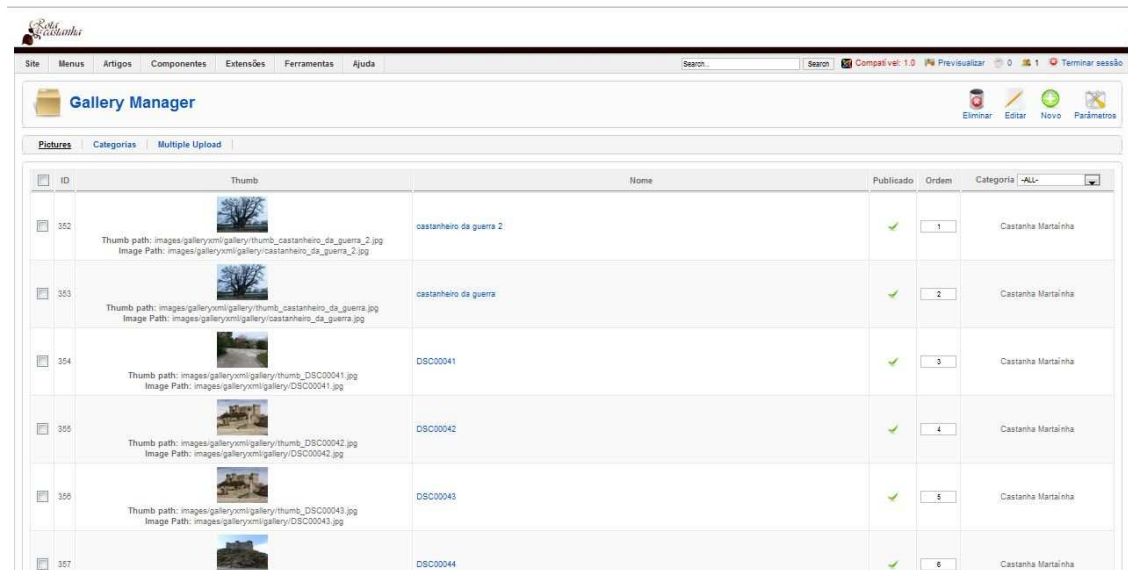 Rota da castanha
Site Menus Artigos Componentes Extensões Ferramentas Ajuda Search... Search Compatível: 1.0 Previsualizar 0 1 Terminar sessão
Gallery Manager
Eliminar Editar Novo Parâmetros
Pictures Categorias Multiple Upload
ID Thumb Nome Publicado Ordem Categoria -ALL-
352 castanheiro da guerra 2 1 Castanha Martaínha
Thumb path: images/galleryxml/gallery/thumb_castanheiro_da_guerra_2.jpg
Image Path: images/galleryxml/gallery/castanheiro_da_guerra_2.jpg
353 castanheiro da guerra 2 Castanha Martaínha
Thumb path: images/galleryxml/gallery/thumb_castanheiro_da_guerra.jpg
Image Path: images/galleryxml/gallery/castanheiro_da_guerra.jpg
354 DSC00041 3 Castanha Martaínha
Thumb path: images/galleryxml/gallery/thumb_DSC00041.jpg
Image Path: images/galleryxml/gallery/DSC00041.jpg
355 DSC00042 4 Castanha Martaínha
Thumb path: images/galleryxml/gallery/thumb_DSC00042.jpg
Image Path: images/galleryxml/gallery/DSC00042.jpg
356 DSC00043 5 Castanha Martaínha
Thumb path: images/galleryxml/gallery/thumb_DSC00043.jpg
Image Path: images/galleryxml/gallery/DSC00043.jpg
357 DSC00044 6 Castanha Martaínha